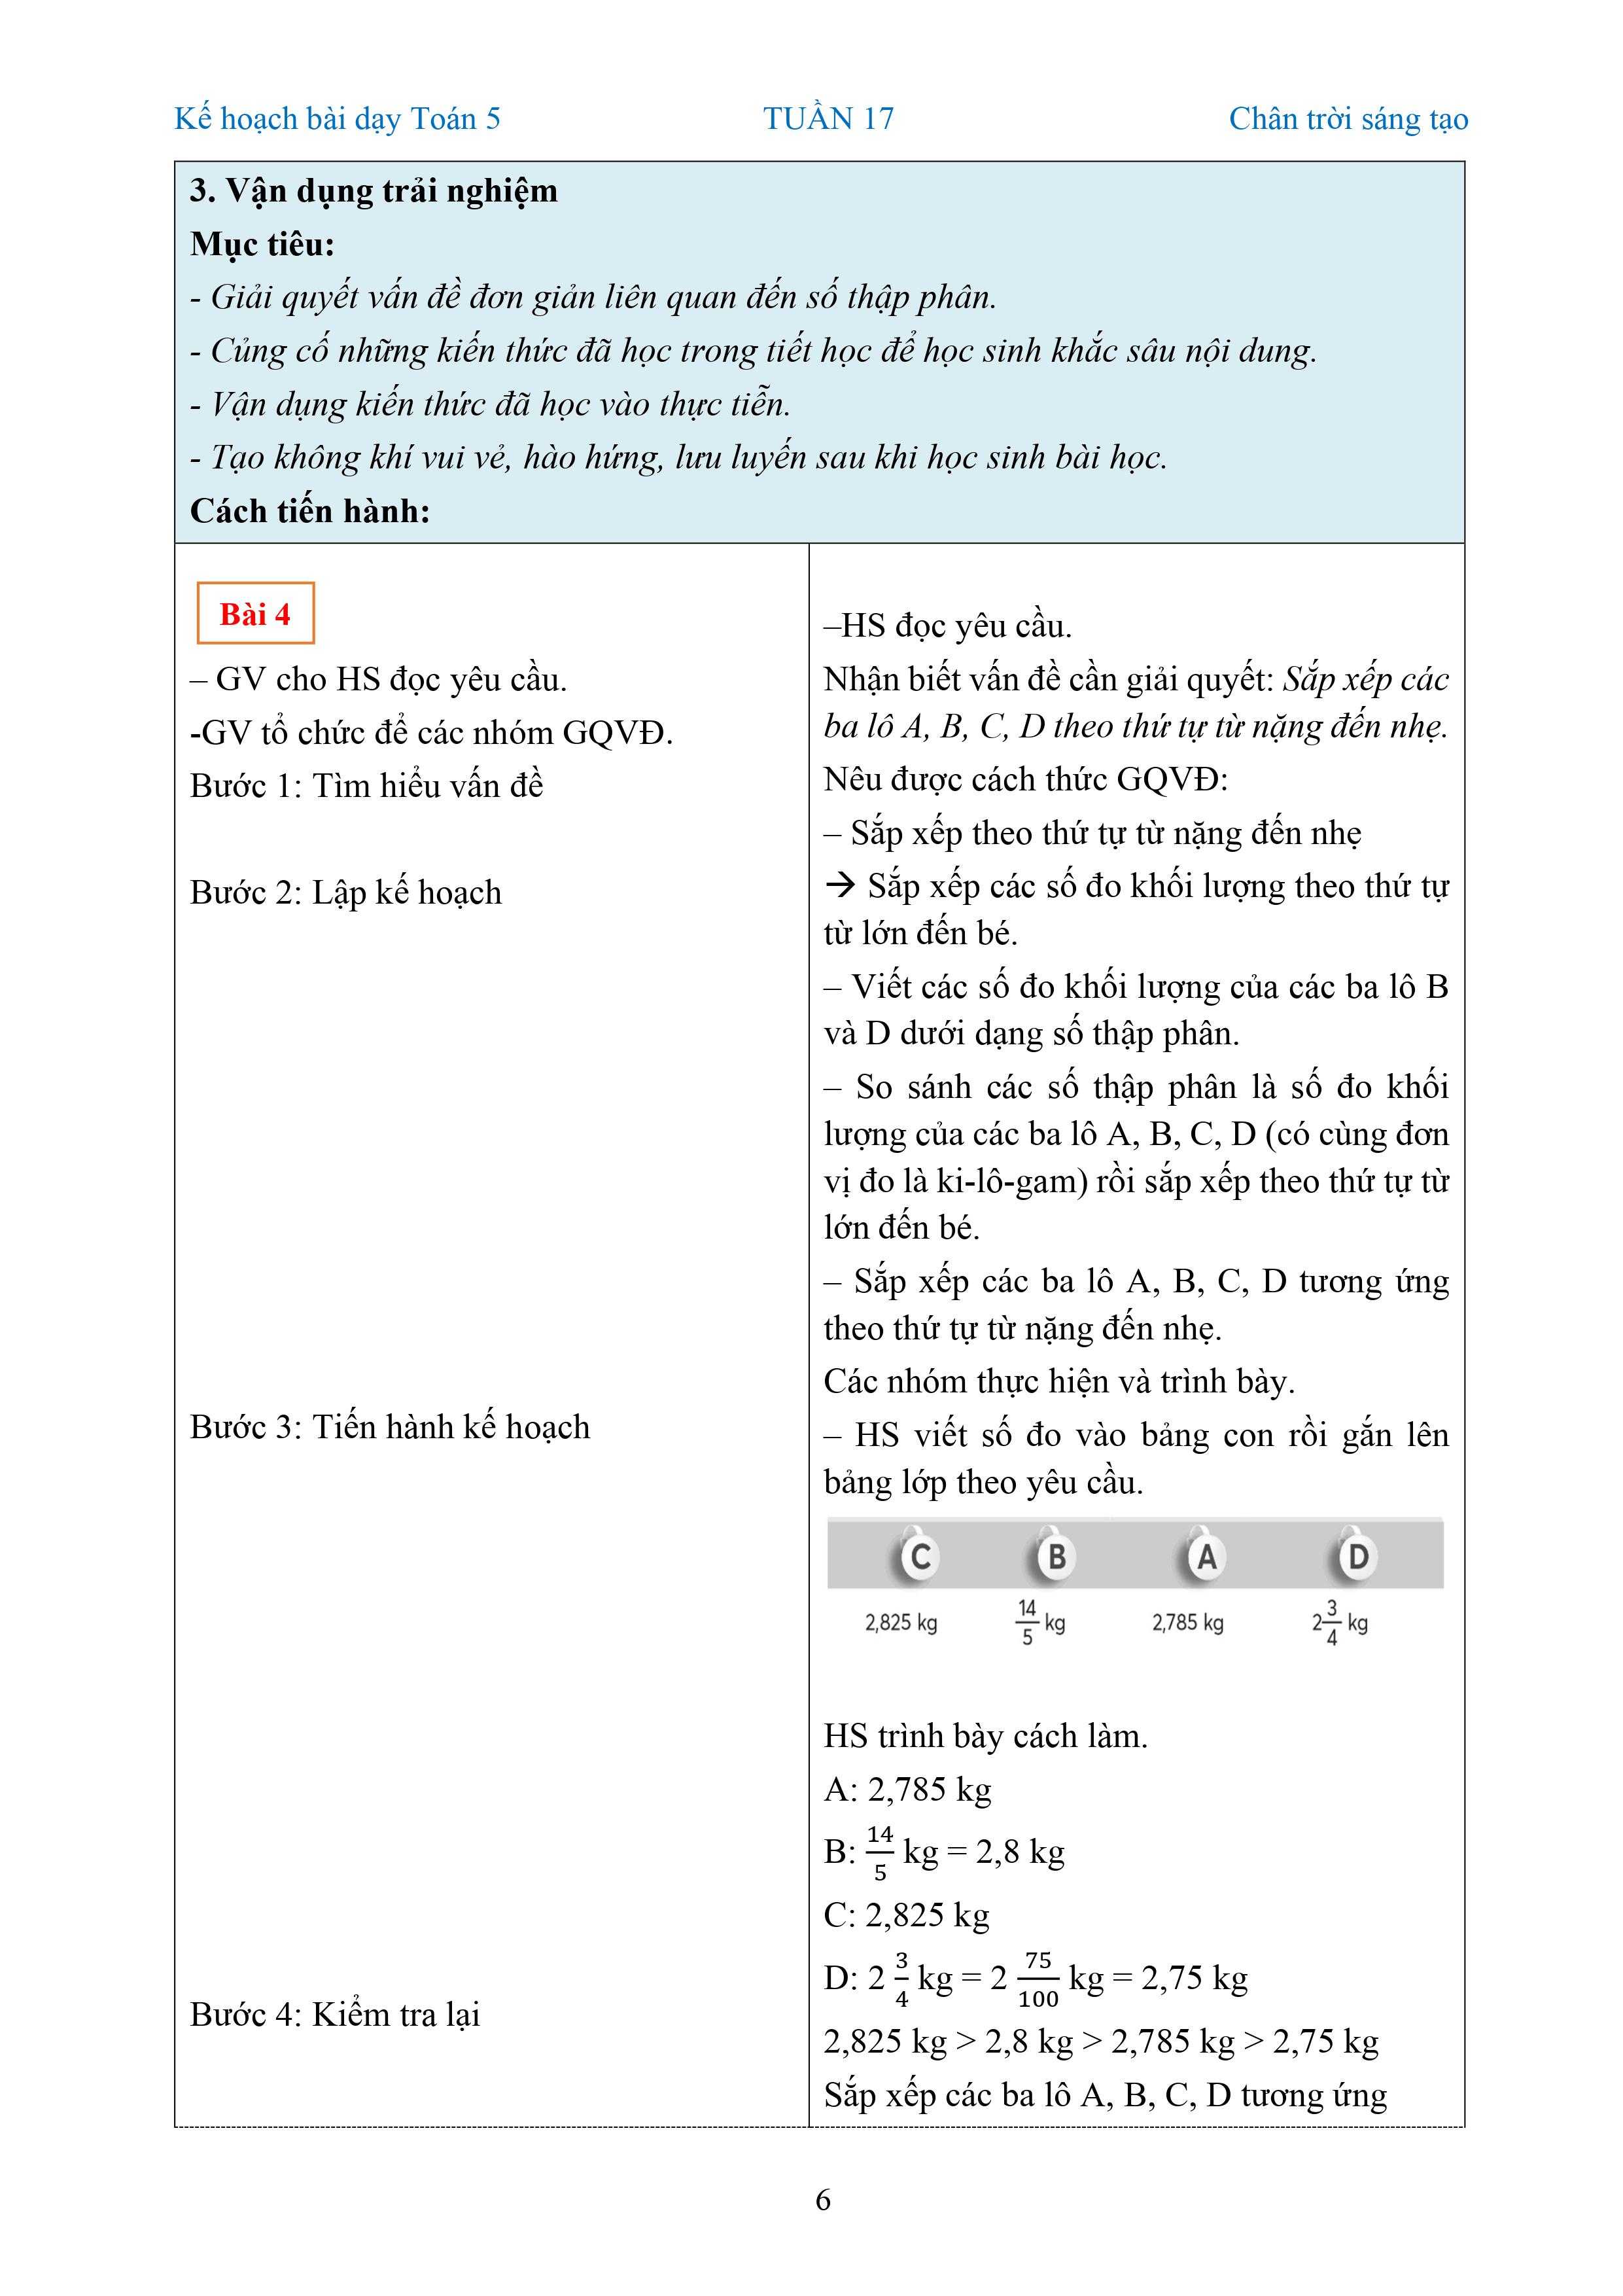 Kế hoạch bài dạy Toán 5 TUẦN 17 Chân trời sáng tạo
3. Vận dụng trải nghiệm
Mục tiêu:
- Giải quyết vấn đề đơn giản liên quan đến số thập phân.
- Củng cố những kiến thức đã học trong tiết học để học sinh khắc sâu nội dung.
- Vận dụng kiến thức đã học vào thực tiễn.
- Tạo không khí vui vẻ, hào hứng, lưu luyến sau khi học sinh bài học.
Cách tiến hành:
Bài 4
– GV cho HS đọc yêu cầu.
-GV tổ chức để các nhóm GQVĐ.
Bước 1: Tìm hiểu vấn đề
Bước 2: Lập kế hoạch
Bước 3: Tiến hành kế hoạch
Bước 4: Kiểm tra lại
–HS đọc yêu cầu.
Nhận biết vấn đề cần giải quyết: Sắp xếp các
ba lô A, B, C, D theo thứ tự từ nặng đến nhẹ.
Nêu được cách thức GQVĐ:
– Sắp xếp theo thứ tự từ nặng đến nhẹ
→ Sắp xếp các số đo khối lượng theo thứ tự
từ lớn đến bé.
– Viết các số đo khối lượng của các ba lô B
và D dưới dạng số thập phân.
– So sánh các số thập phân là số đo khối
lượng của các ba lô A, B, C, D (có cùng đơn
vị đo là ki-lô-gam) rồi sắp xếp theo thứ tự từ
lớn đến bé.
– Sắp xếp các ba lô A, B, C, D tương ứng
theo thứ tự từ nặng đến nhẹ.
Các nhóm thực hiện và trình bày.
– HS viết số đo vào bảng con rồi gắn lên
bảng lớp theo yêu cầu.
C B A D
2,825 kg 14/5 kg 2,785 kg 2 3/4 kg
HS trình bày cách làm.
A: 2,785 kg
B: 14/5 kg = 2,8 kg
C: 2,825 kg
D: 2 3/4 kg = 2 75/100 kg = 2,75 kg
2,825 kg > 2,8 kg > 2,785 kg > 2,75 kg
Sắp xếp các ba lô A, B, C, D tương ứng
6